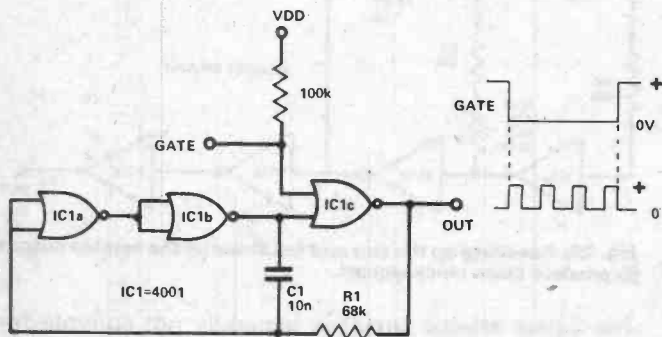 VDD
100k
GATE
IC1a
IC1b
IC1c
OUT
IC1=4001
C1
10n
R1
68k
GATE
+
0V
+
0